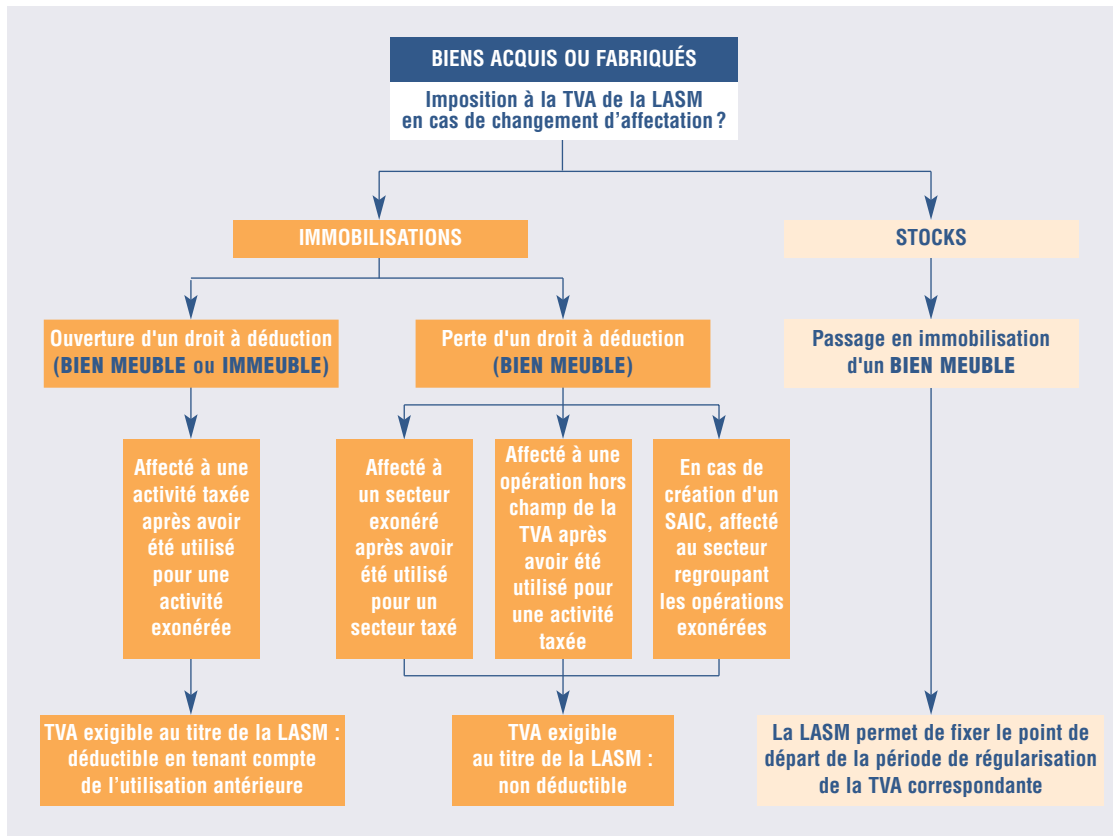 BIENS ACQUIS OU FABRIQUÉS
Imposition à la TVA de la LASM
en cas de changement d’affectation ?
IMMOBILISATIONS
STOCKS
Ouverture d'un droit à déduction
(BIEN MEUBLE ou IMMEUBLE)
Perte d'un droit à déduction
(BIEN MEUBLE)
Passage en immobilisation
d'un BIEN MEUBLE
Affecté à une
activité taxée
après avoir
été utilisé
pour une
activité
exonérée
Affecté à
un secteur
exonéré
après avoir
été utilisé
pour un
secteur taxé
Affecté à une
opération hors
champ de la
TVA après
avoir été
utilisé pour
une activité
taxée
En cas de
création d'un
SAIC, affecté
au secteur
regroupant
les opérations
exonérées
TVA exigible au titre de la LASM :
déductible en tenant compte
de l’utilisation antérieure
TVA exigible
au titre de la LASM :
non déductible
La LASM permet de fixer le point de
départ de la période de régularisation
de la TVA correspondante